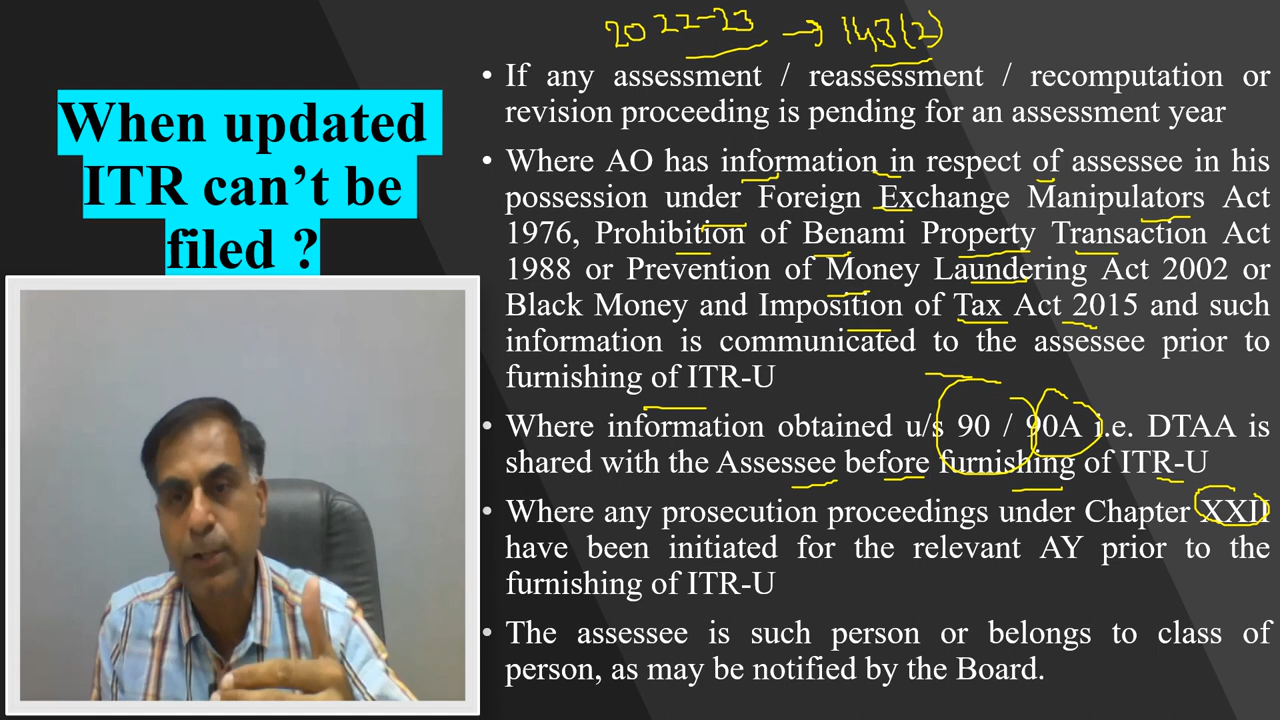 When updated
ITR can't be
filed ?
2022-23 → 143(2)
• If any assessment / reassessment / recomputation or
revision proceeding is pending for an assessment year
• Where AO has information in respect of assessee in his
possession under Foreign Exchange Manipulators Act
1976, Prohibition of Benami Property Transaction Act
1988 or Prevention of Money Laundering Act 2002 or
Black Money and Imposition of Tax Act 2015 and such
information is communicated to the assessee prior to
furnishing of ITR-U
• Where information obtained u/s 90 / 90A i.e. DTAA is
shared with the Assessee before furnishing of ITR-U
• Where any prosecution proceedings under Chapter XXII
have been initiated for the relevant AY prior to the
furnishing of ITR-U
• The assessee is such person or belongs to class of
person, as may be notified by the Board.